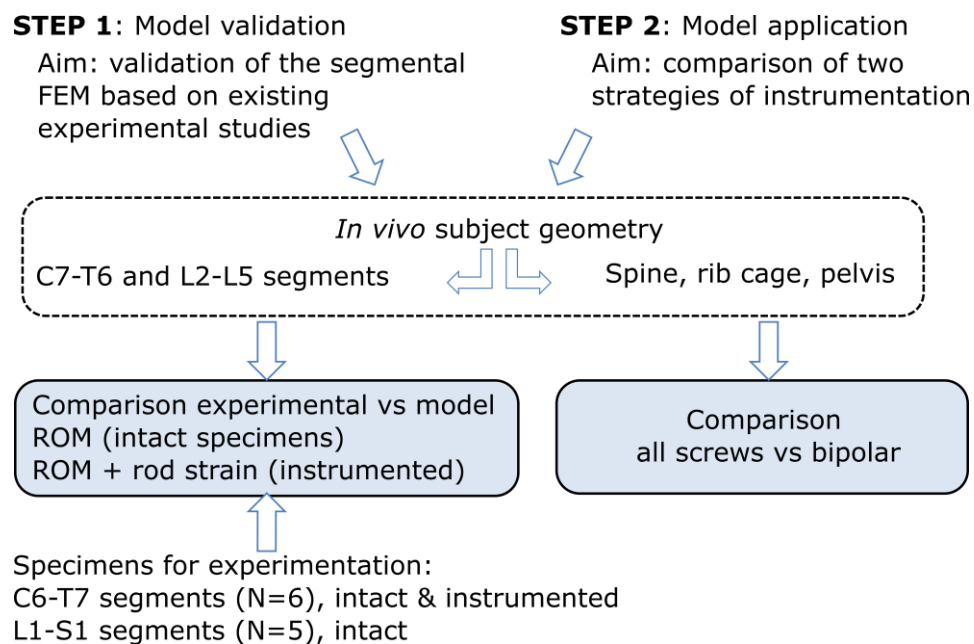 STEP 1: Model validation
Aim: validation of the segmental
FEM based on existing
experimental studies
STEP 2: Model application
Aim: comparison of two
strategies of instrumentation
In vivo subject geometry
C7-T6 and L2-L5 segments
Spine, rib cage, pelvis
Comparison experimental vs model
ROM (intact specimens)
ROM + rod strain (instrumented)
Comparison
all screws vs bipolar
Specimens for experimentation:
C6-T7 segments (N=6), intact & instrumented
L1-S1 segments (N=5), intact